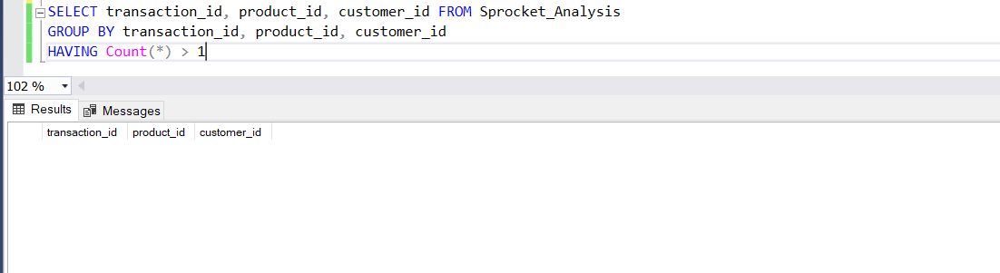 SELECT transaction_id, product_id, customer_id FROM Sprocket_Analysis
GROUP BY transaction_id, product_id, customer_id
HAVING Count(*) > 1
102 %
Results Messages
transaction_id product_id customer_id